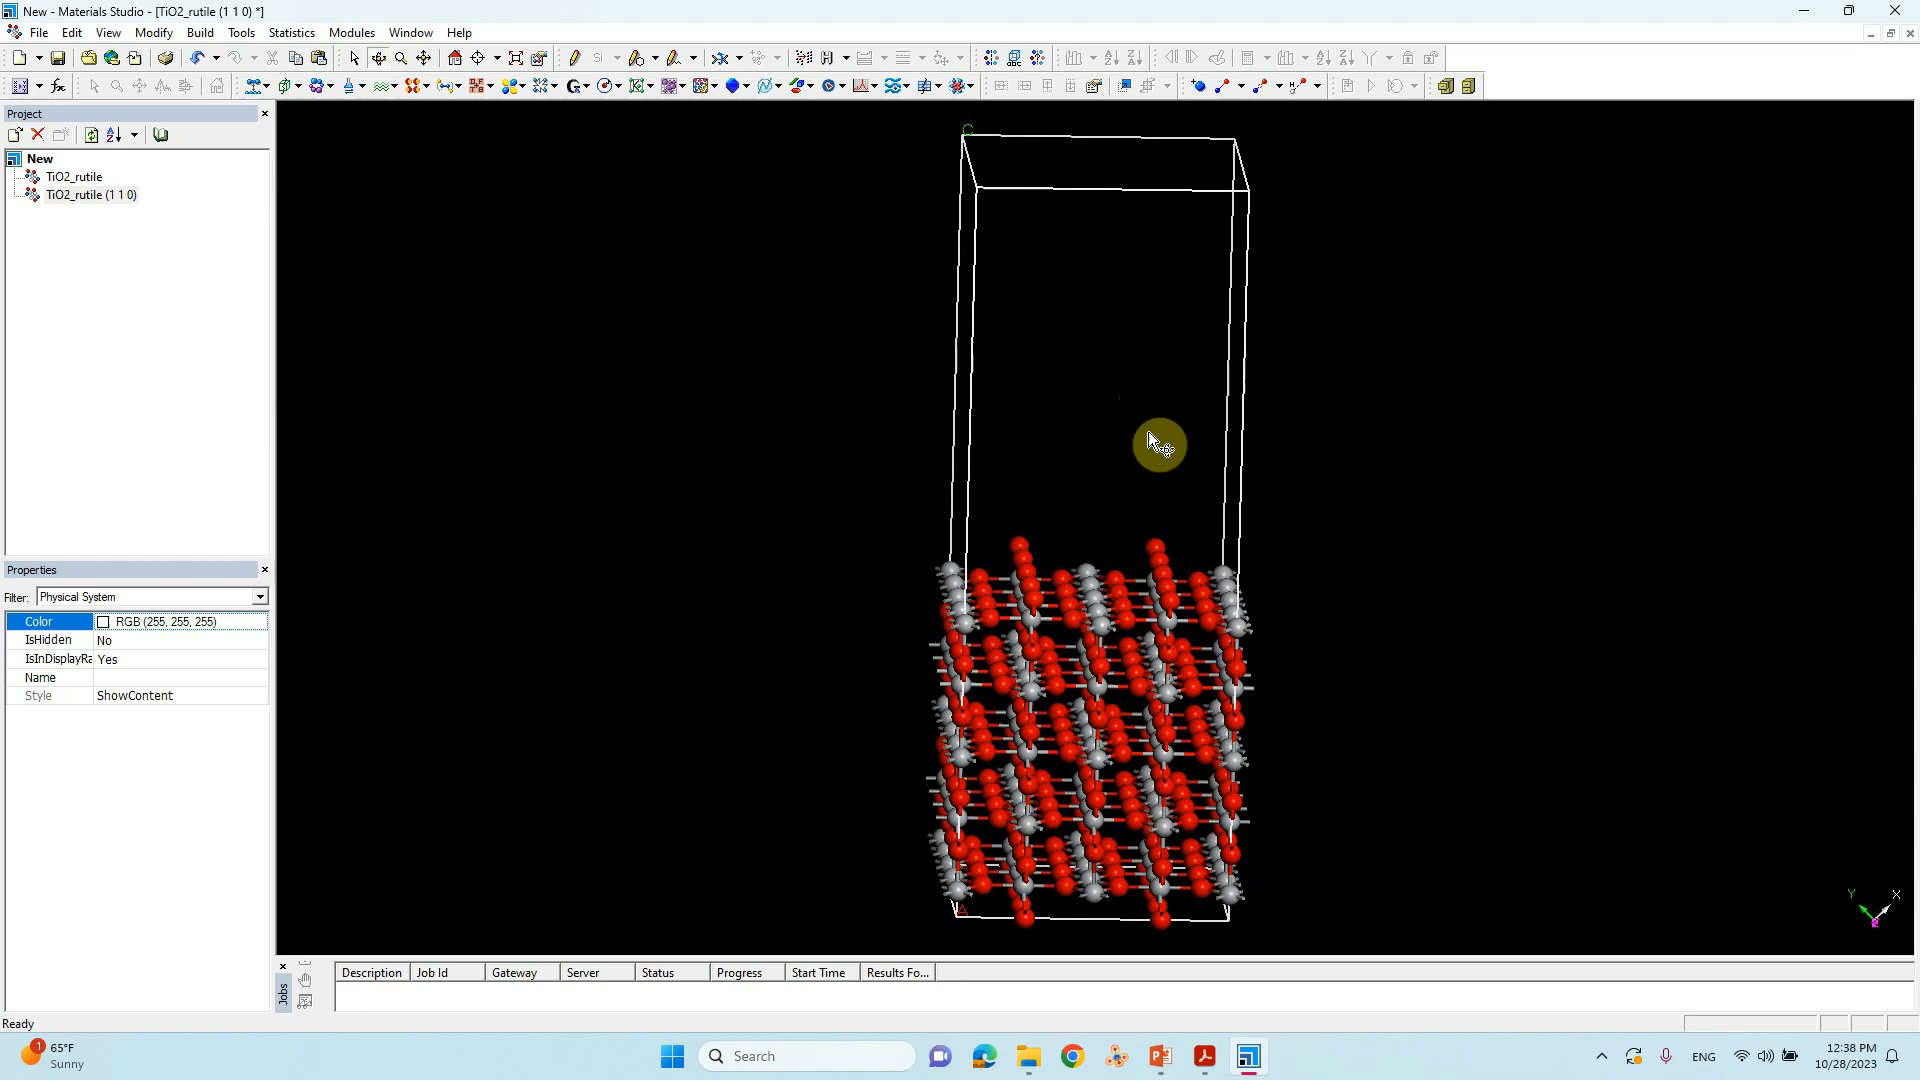 New - Materials Studio - [TiO2_rutile (1 1 0) *]
File Edit View Modify Build Tools Statistics Modules Window Help
Project
New
TiO2_rutile
TiO2_rutile (1 1 0)
Properties
Filter: Physical System
Color RGB (255, 255, 255)
IsHidden No
IsInDisplayRa Yes
Name
Style ShowContent
C
A
Y X
Z
Jobs
Description Job Id Gateway Server Status Progress Start Time Results Fo...
Ready
1
65°F
Sunny
Search
ENG
12:38 PM
10/28/2023